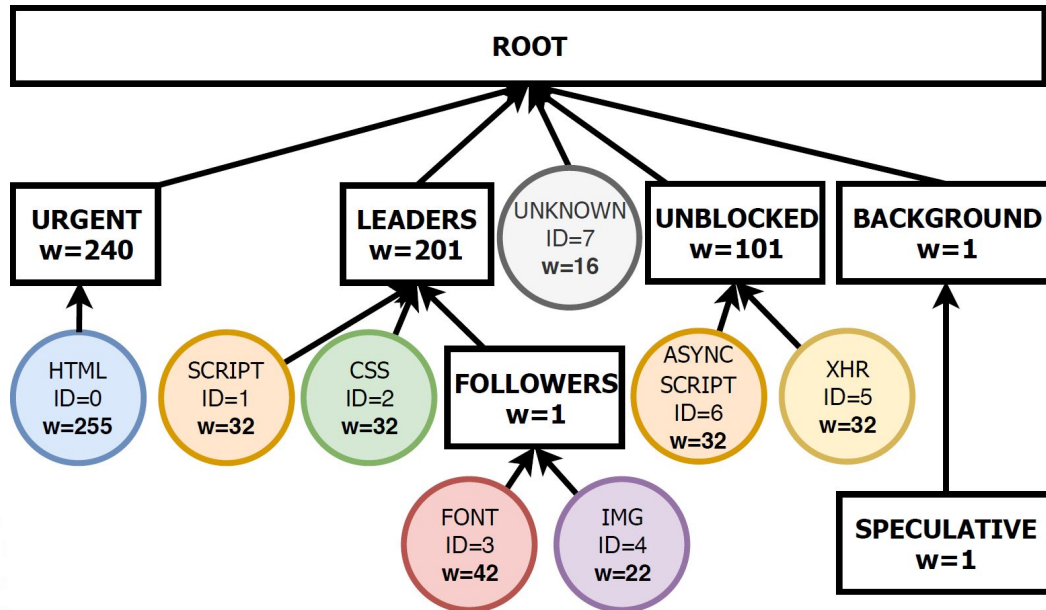 ROOT
URGENT
w=240
LEADERS
w=201
UNKNOWN
ID=7
w=16
UNBLOCKED
w=101
BACKGROUND
w=1
HTML
ID=0
w=255
SCRIPT
ID=1
w=32
CSS
ID=2
w=32
FOLLOWERS
w=1
ASYNC
SCRIPT
ID=6
w=32
XHR
ID=5
w=32
FONT
ID=3
w=42
IMG
ID=4
w=22
SPECULATIVE
w=1